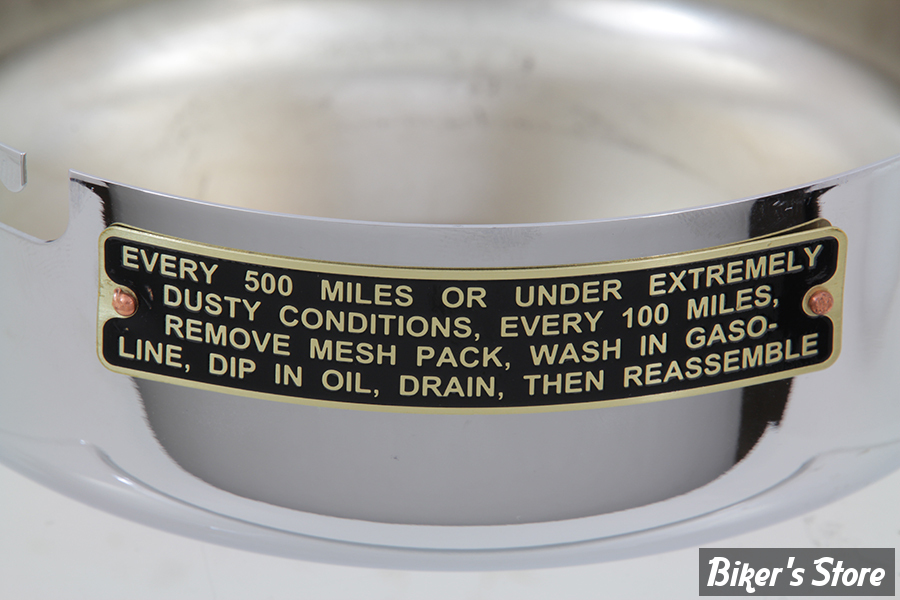 EVERY 500 MILES OR UNDER EXTREMELY
DUSTY CONDITIONS, EVERY 100 MILES,
REMOVE MESH PACK, WASH IN GASO-
LINE, DIP IN OIL, DRAIN, THEN REASSEMBLE
Biker's Store